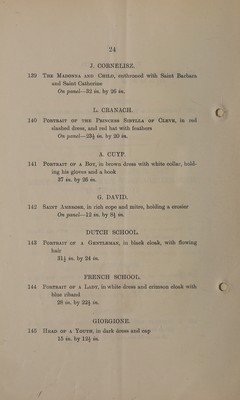 24
J. CORNELISZ.
139 THE MADONNA AND CHILD, enthroned with Saint Barbara
and Saint Catherine
On panel—32 in. by 26 in.
L. CRANACH.
140 PORTRAIT OF THE PRINCESS SIBYLLA OF CLEVE, in red
slashed dress, and red hat with feathers
On panel—23½ in. by 20 in.
A. CUYP.
141 PORTRAIT OF A BOY, in brown dress with white collar, hold-
ing his gloves and a book
37 in. by 26 in.
G. DAVID.
142 SAINT AMBROSE, in rich cope and mitre, holding a crosier
On panel—12 in. by 8½ in.
DUTCH SCHOOL.
143 PORTRAIT OF A GENTLEMAN, in black cloak, with flowing
hair
31½ in. by 24 in.
FRENCH SCHOOL.
144 PORTRAIT OF A LADY, in white dress and crimson cloak with
blue riband
28 in. by 22½ in.
GIORGIONE.
145 HEAD OF A YOUTH, in dark dress and cap
15 in. by 13½ in.